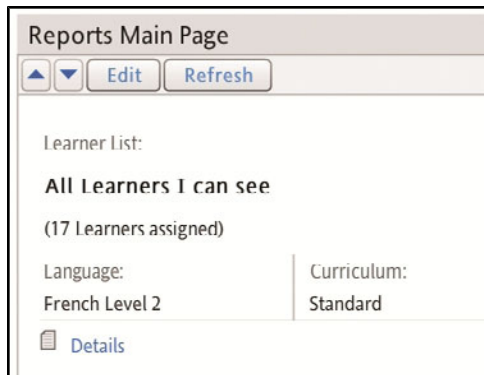 Reports Main Page
Edit Refresh
Learner List:
All Learners I can see
(17 Learners assigned)
Language: Curriculum:
French Level 2 Standard
Details